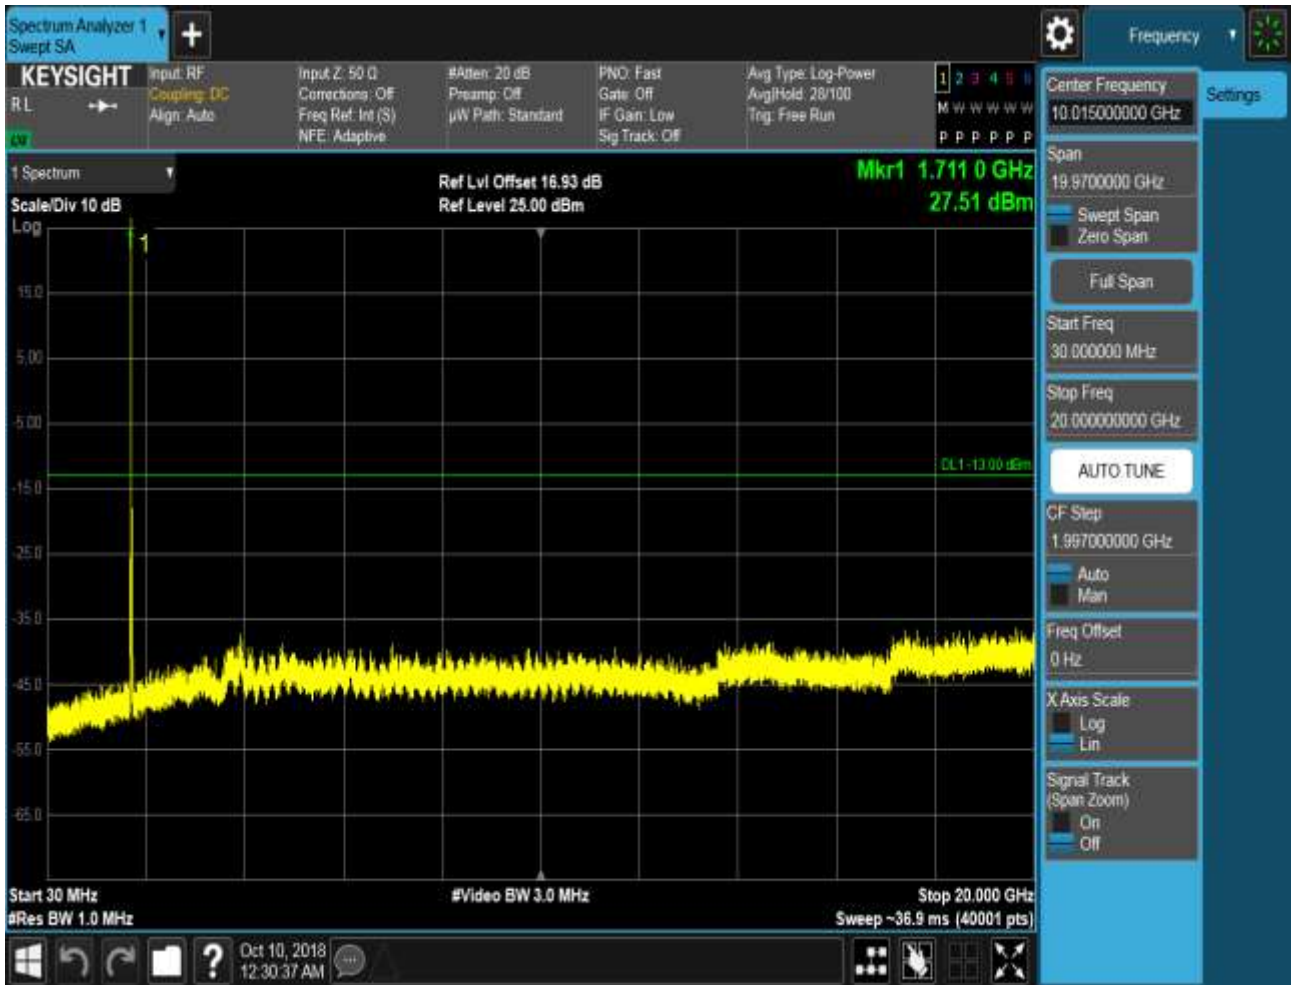 Spectrum Analyzer 1
Swept SA
+
Frequency
KEYSIGHT
RL
Input: RF
Coupling: DC
Align: Auto
Input Z: 50 Ω
Corrections: Off
Freq Ref: Int (S)
NFE: Adaptive
#Atten: 20 dB
Preamp: Off
µW Path: Standard
PNO: Fast
Gate: Off
IF Gain: Low
Sig Track: Off
Avg Type: Log-Power
Avg|Hold: 28/100
Trig: Free Run
1 2 3 4 5 6
M W W W W W
P P P P P P
1 Spectrum
Scale/Div 10 dB
Log
Ref Lvl Offset 16.93 dB
Ref Level 25.00 dBm
Mkr1 1.711 0 GHz
27.51 dBm
1
15.0
5.00
-5.00
DL1 -13.00 dBm
-15.0
-25.0
-35.0
-45.0
-55.0
-65.0
Start 30 MHz
#Res BW 1.0 MHz
#Video BW 3.0 MHz
Stop 20.000 GHz
Sweep ~36.9 ms (40001 pts)
Center Frequency
10.015000000 GHz
Settings
Span
19.9700000 GHz
Swept Span
Zero Span
Full Span
Start Freq
30.000000 MHz
Stop Freq
20.000000000 GHz
AUTO TUNE
CF Step
1.997000000 GHz
Auto
Man
Freq Offset
0 Hz
X Axis Scale
Log
Lin
Signal Track
(Span Zoom)
On
Off
?
Oct 10, 2018
12:30:37 AM